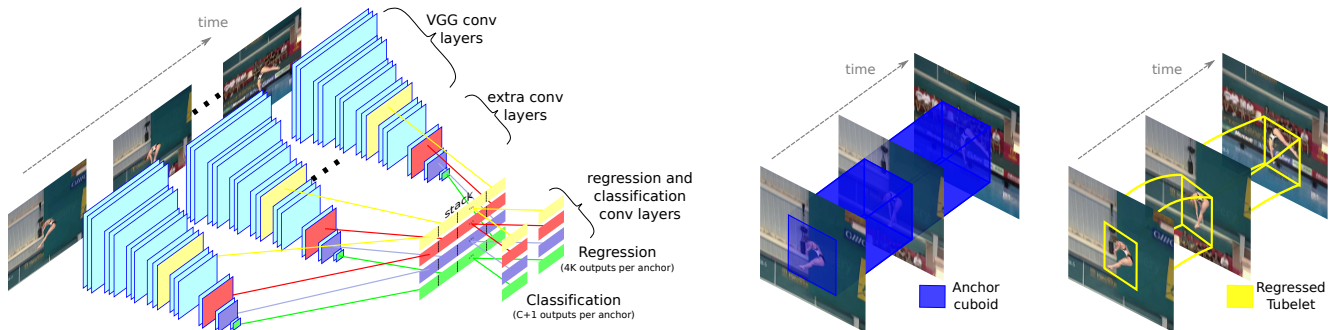 time
VGG conv
layers
extra conv
layers
stack
regression and
classification
conv layers
Regression
(4K outputs per anchor)
Classification
(C+1 outputs per anchor)
time
Anchor
cuboid
time
Regressed
Tubelet